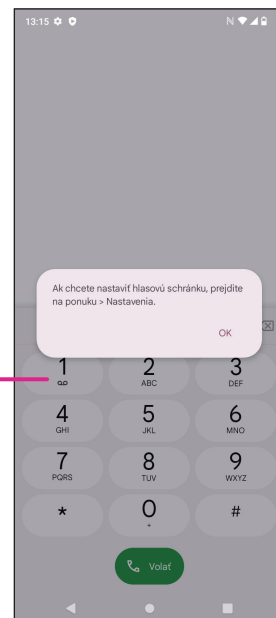 13:15
Ak chcete nastaviť hlasovú schránku, prejdite
na ponuku > Nastavenia.
OK
1 2 3
ABC DEF
4 5 6
GHI JKL MNO
7 8 9
PQRS TUV WXYZ
* 0 #
+
Volať